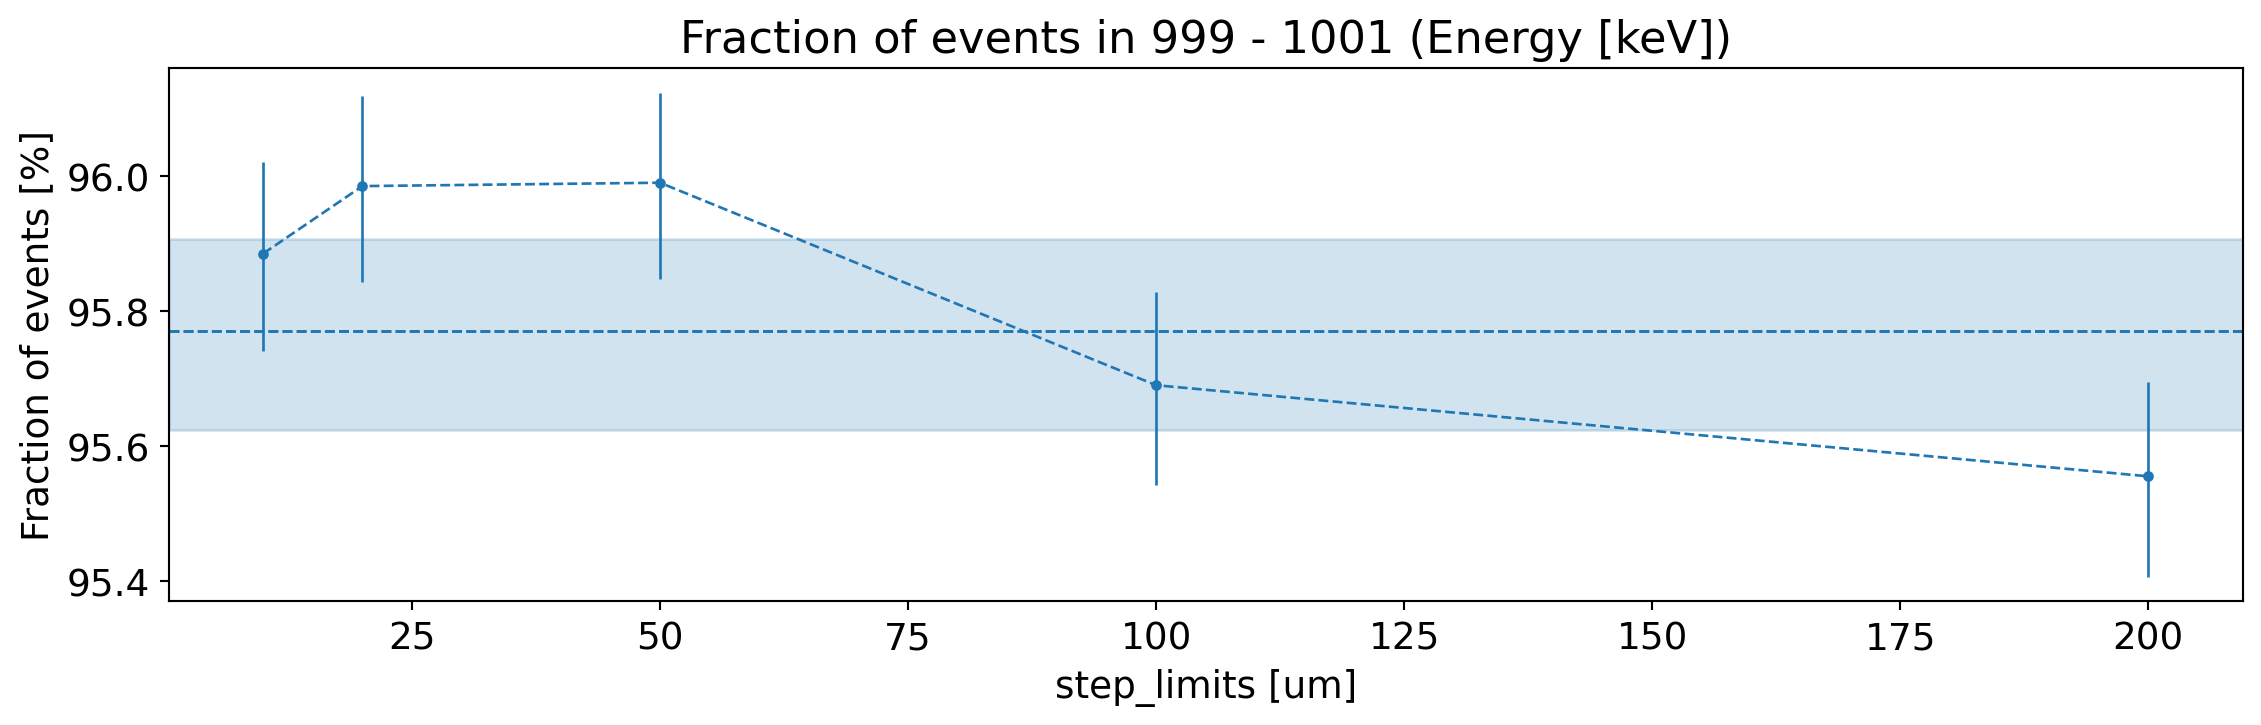 Fraction of events in 999 - 1001 (Energy [keV])
Fraction of events [%]
96.0
95.8
95.6
95.4
25 50 75 100 125 150 175 200
step_limits [um]